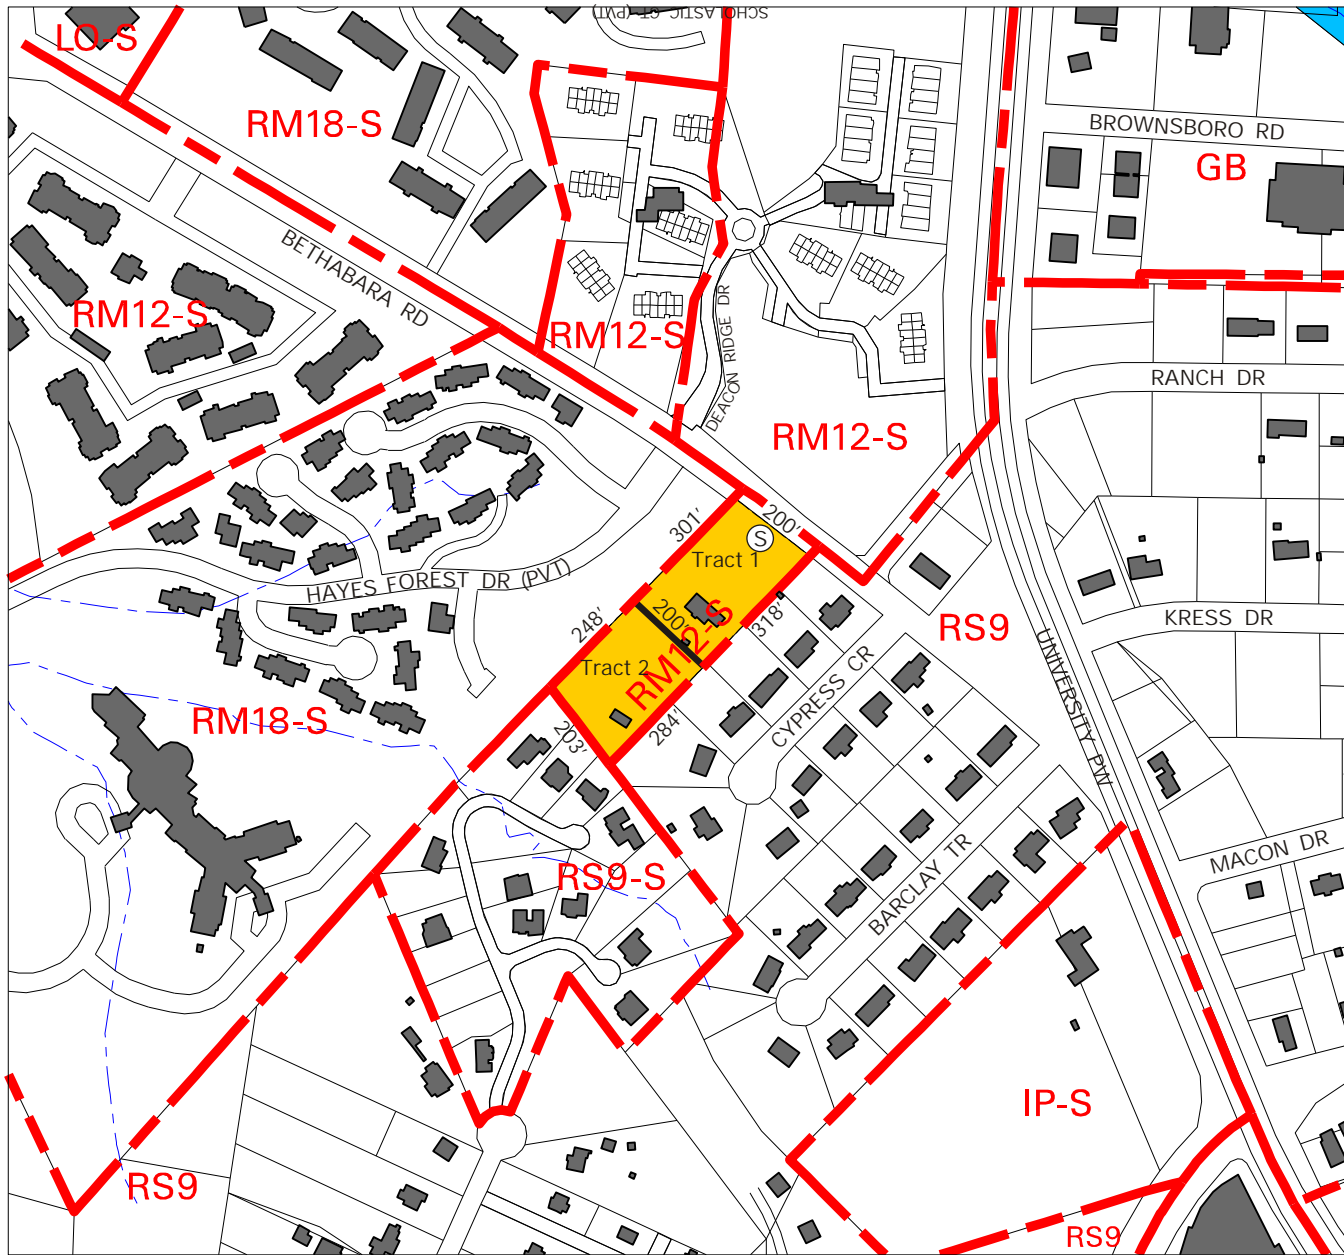 SCHOLASTIC CT (PVT)
LO-S
RM18-S
BROWNSBORO RD
GB
BETHABARA RD
RM12-S
RM12-S
DEACON RIDGE DR
RANCH DR
RM12-S
301'
200'
S
Tract 1
HAYES FOREST DR (PVT)
248'
200'
318'
RS9
KRESS DR
UNIVERSITY PW
Tract 2
RM12-S
CYPRESS CR
RM18-S
203'
284'
RS9-S
BARCLAY TR
MACON DR
IP-S
RS9
RS9